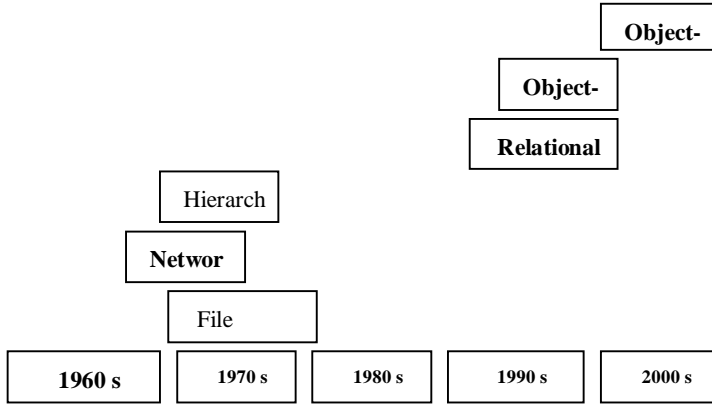 Object-
Object-
Relational
Hierarch
Networ
File
1960 s
1970 s
1980 s
1990 s
2000 s